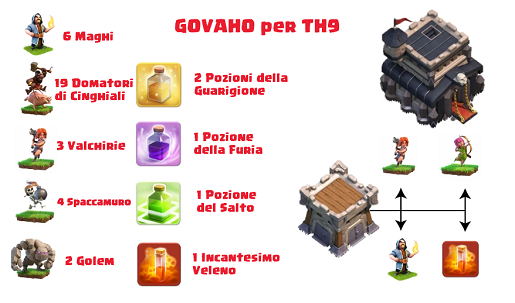 GOVAHO per TH9
6 Maghi
19 Domatori
di Cinghiali
2 Pozioni della
Guarigione
3 Valchirie
1 Pozione
della Furia
4 Spaccamuro
1 Pozione
del Salto
2 Golem
1 Incantesimo
Veleno